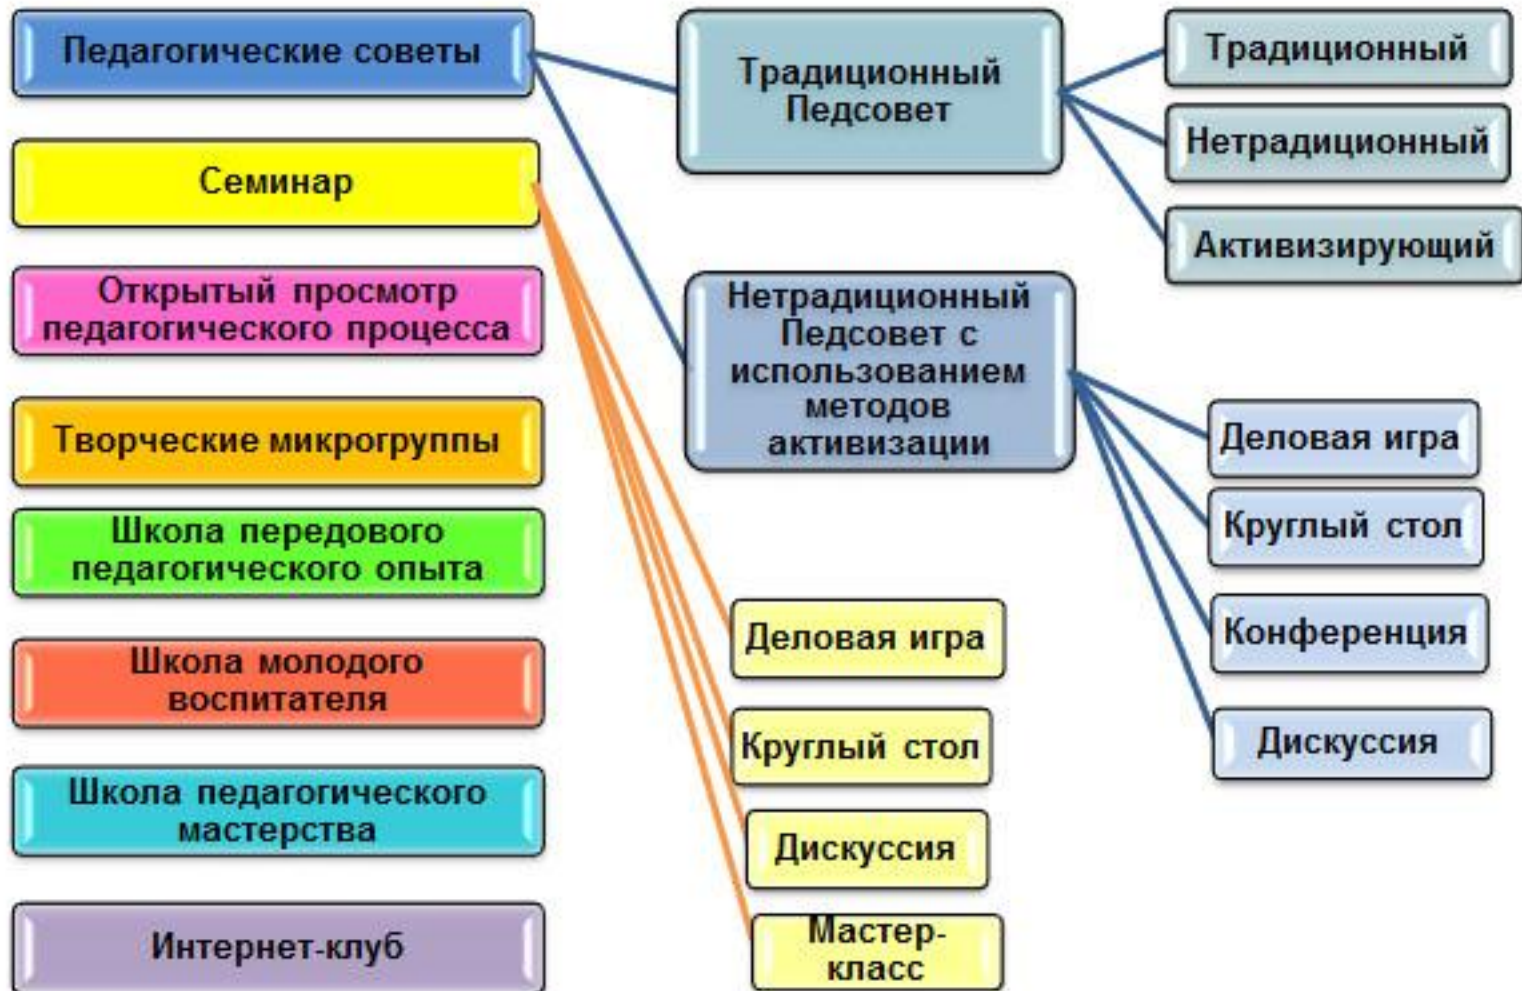 Педагогические советы
Семинар
Открытый просмотр
педагогического процесса
Творческие микрогруппы
Школа передового
педагогического опыта
Школа молодого
воспитателя
Школа педагогического
мастерства
Интернет-клуб
Традиционный
Педсовет
Нетрадиционный
Педсовет с
использованием
методов
активизации
Деловая игра
Круглый стол
Дискуссия
Мастер-
класс
Традиционный
Нетрадиционный
Активизирующий
Деловая игра
Круглый стол
Конференция
Дискуссия